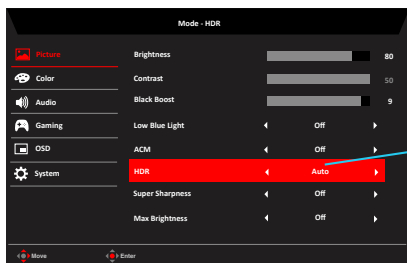 Mode - HDR
Picture
Color
Audio
Gaming
OSD
System
Brightness 80
Contrast 50
Black Boost 9
Low Blue Light Off
ACM Off
HDR Auto
Super Sharpness Off
Max Brightness Off
Move Enter